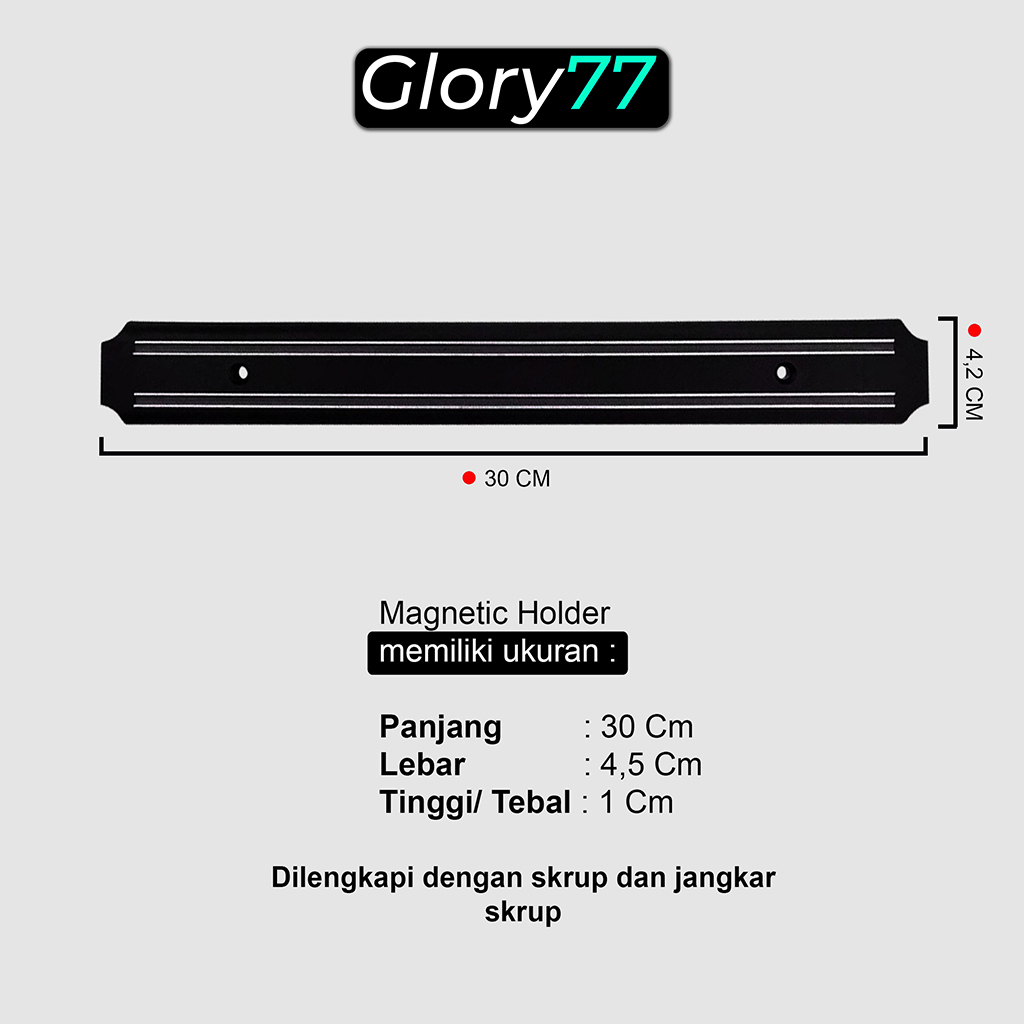 Glory77
4,2 CM
30 CM
Magnetic Holder
memiliki ukuran :
Panjang : 30 Cm
Lebar : 4,5 Cm
Tinggi/ Tebal : 1 Cm
Dilengkapi dengan skrup dan jangkar
skrup